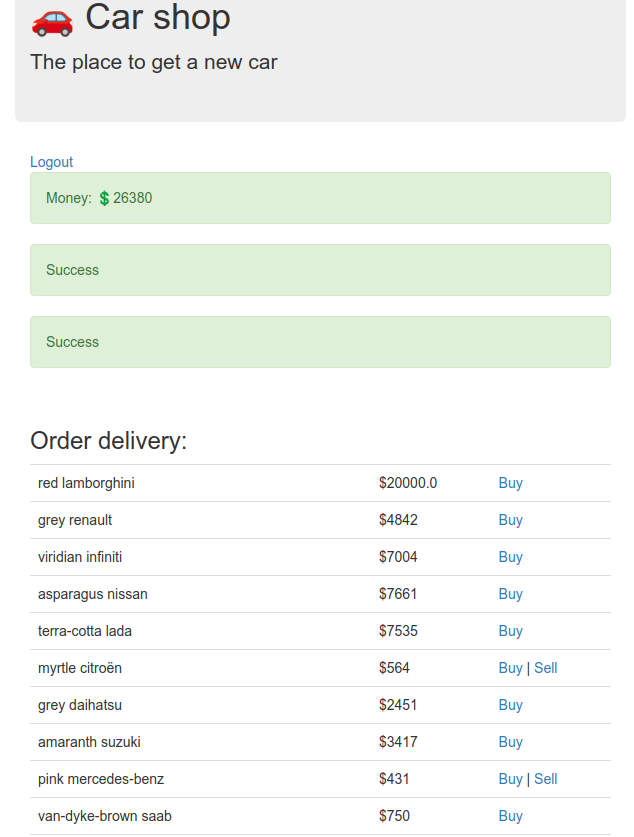 🚗 Car shop
The place to get a new car
Logout
Money: 💲26380
Success
Success
Order delivery:
red lamborghini $20000.0 Buy
grey renault $4842 Buy
viridian infiniti $7004 Buy
asparagus nissan $7661 Buy
terra-cotta lada $7535 Buy
myrtle citroën $564 Buy | Sell
grey daihatsu $2451 Buy
amaranth suzuki $3417 Buy
pink mercedes-benz $431 Buy | Sell
van-dyke-brown saab $750 Buy